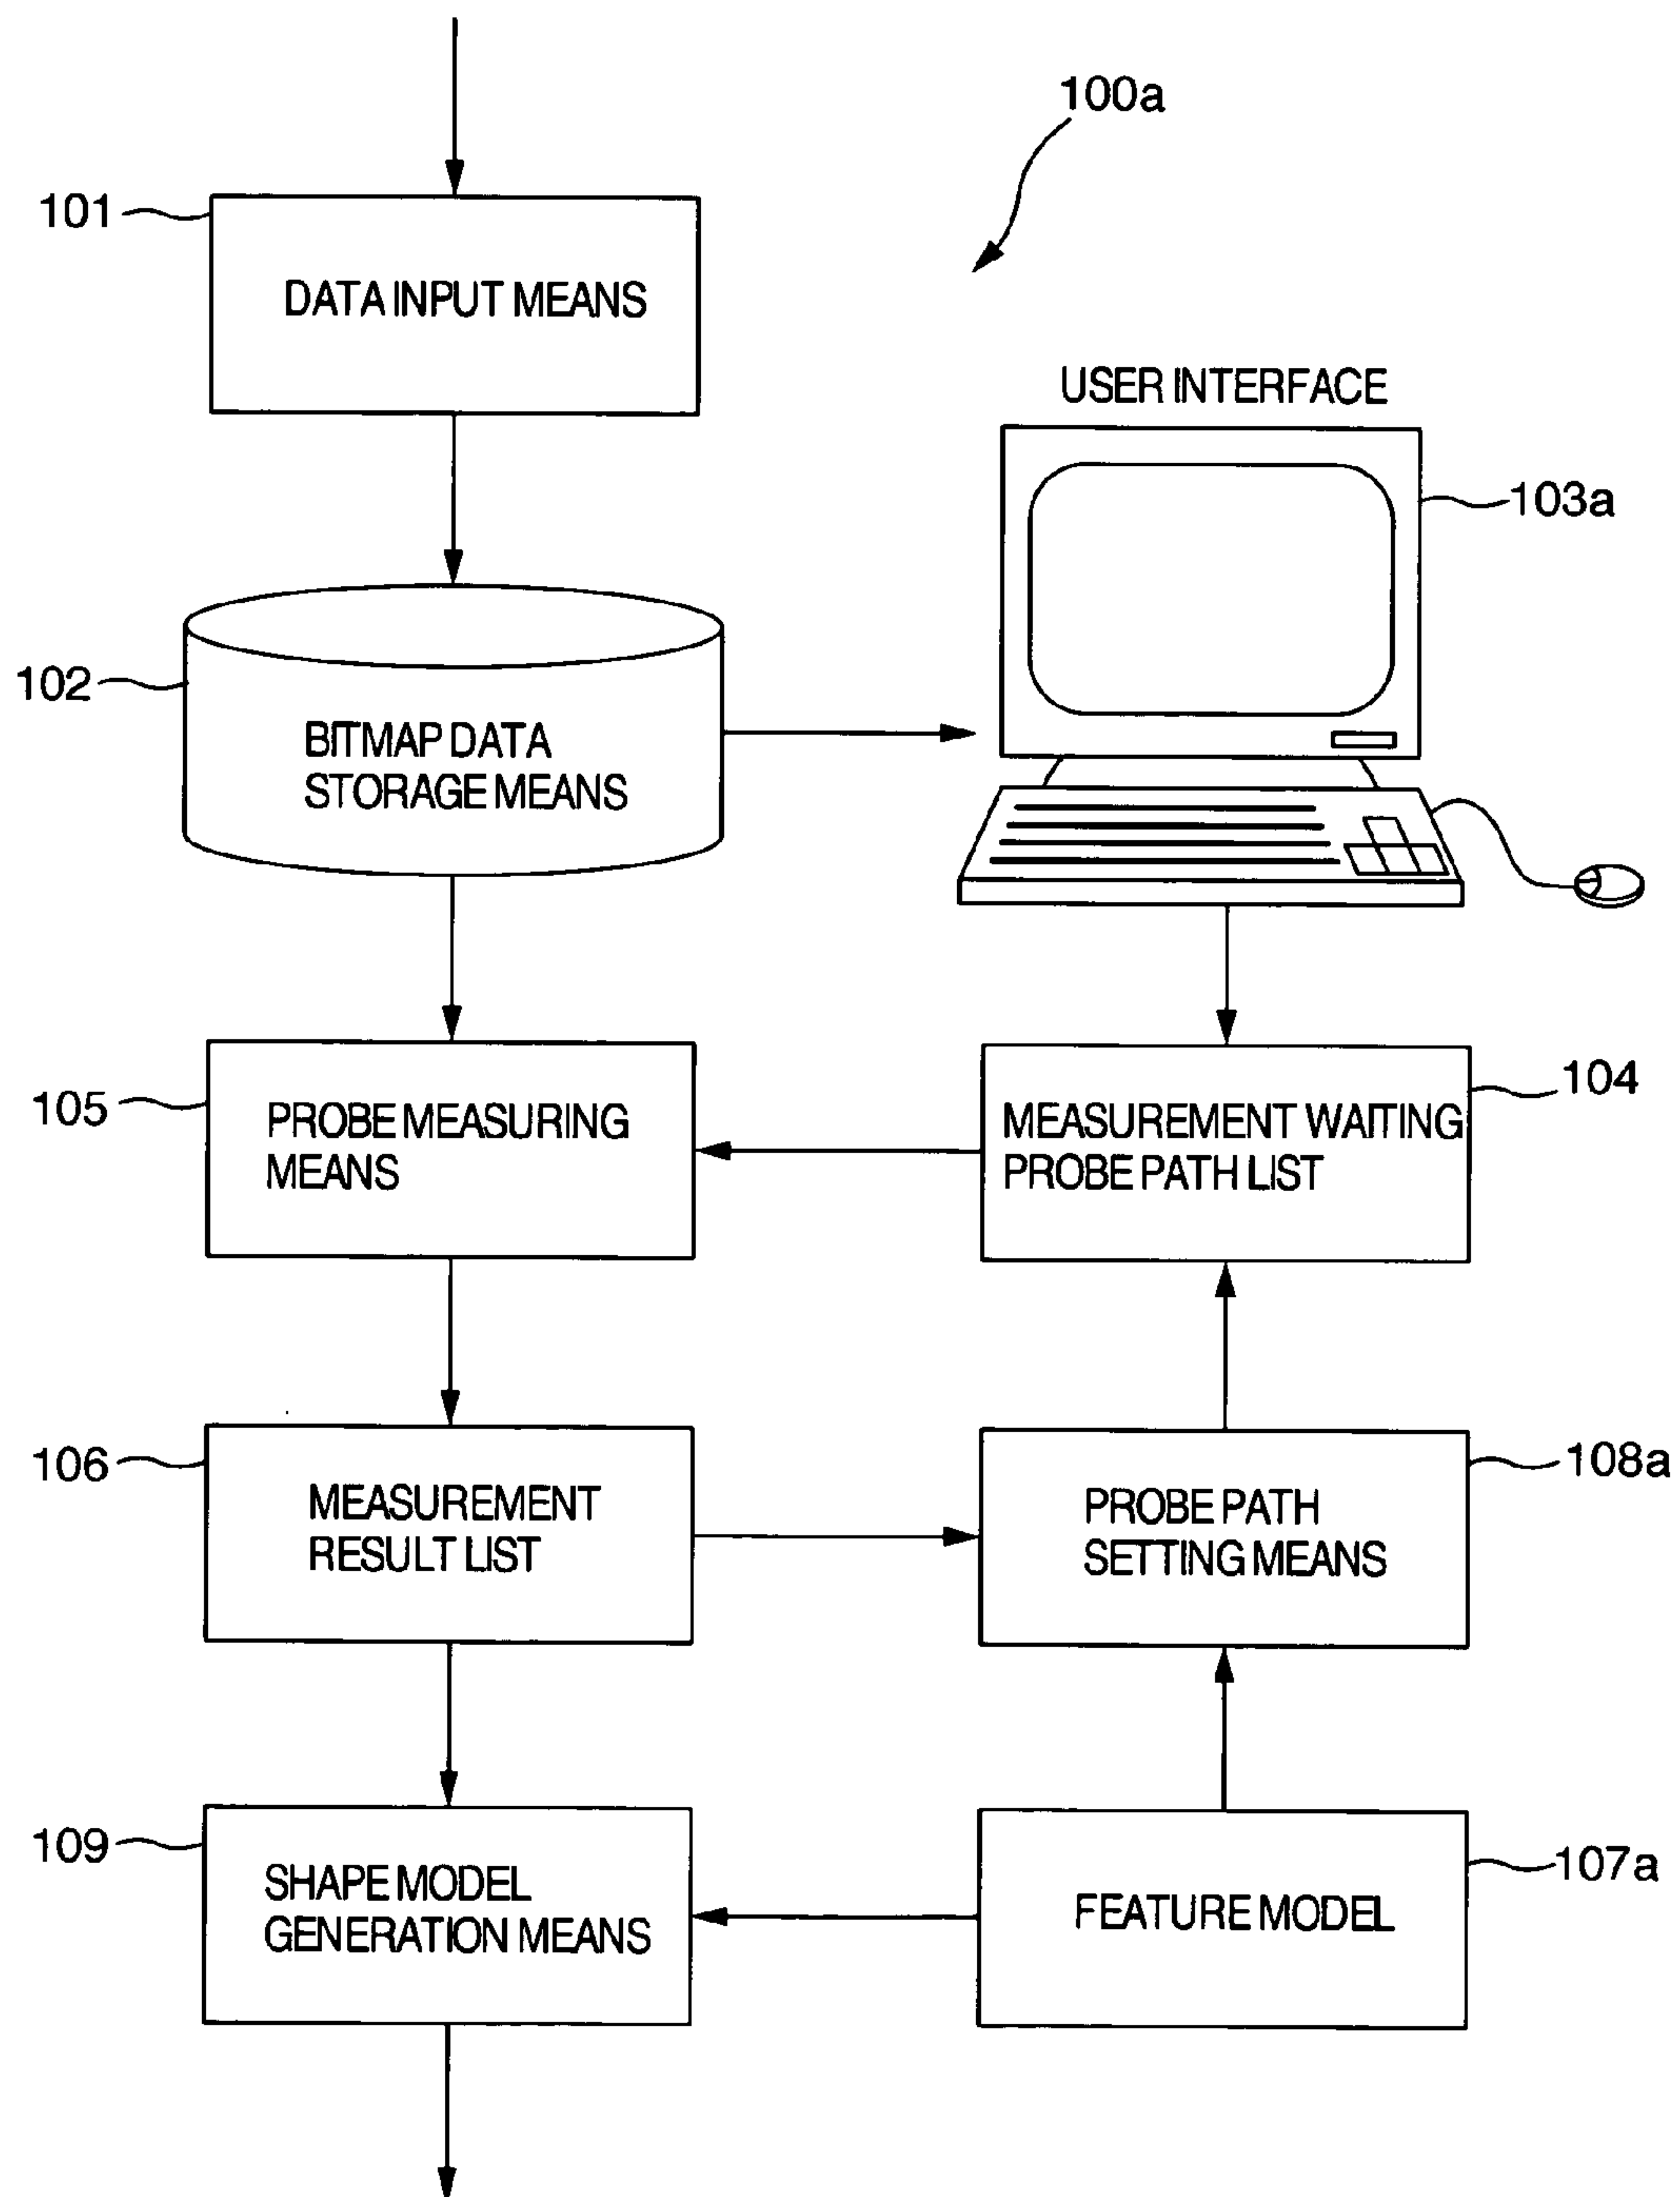 100a
101
DATA INPUT MEANS
USER INTERFACE
103a
102
BITMAP DATA
STORAGE MEANS
105
PROBE MEASURING
MEANS
104
MEASUREMENT WAITING
PROBE PATH LIST
106
MEASUREMENT
RESULT LIST
108a
PROBE PATH
SETTING MEANS
109
SHAPE MODEL
GENERATION MEANS
107a
FEATURE MODEL